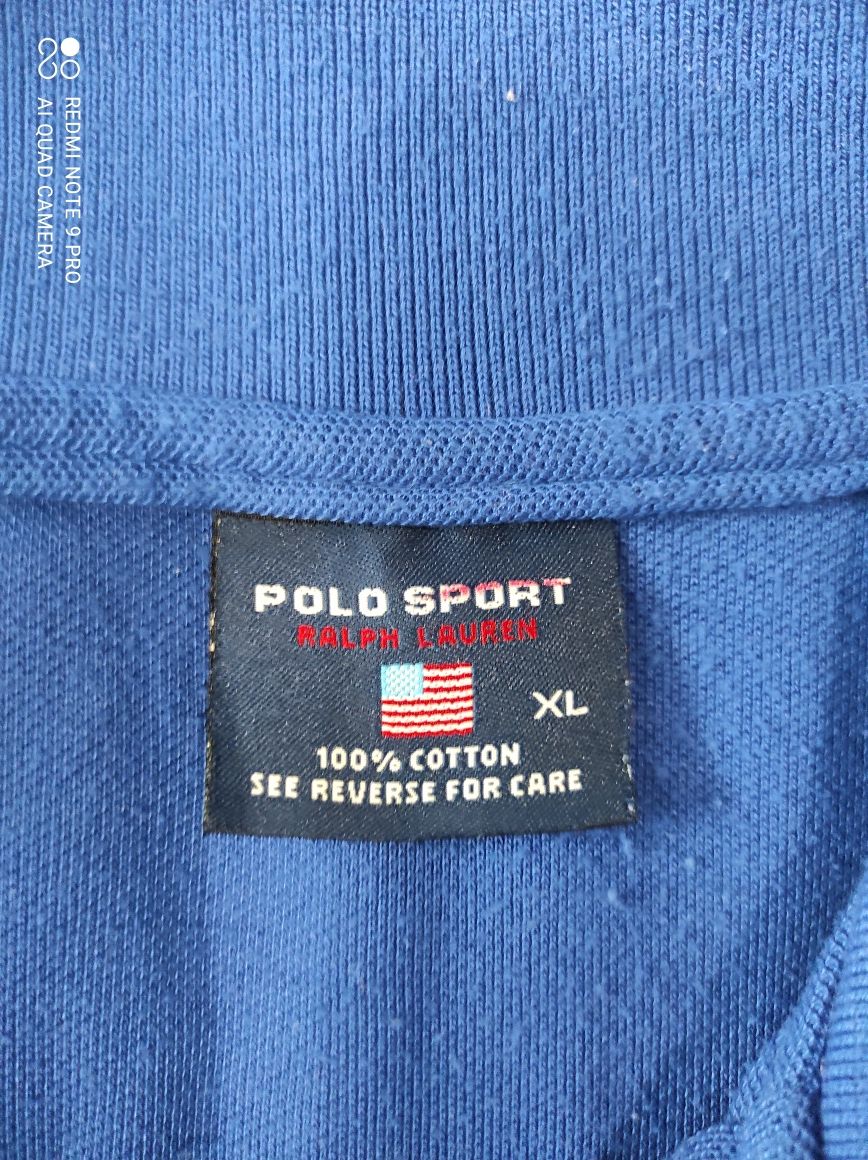 REDMI NOTE 9 PRO
AI QUAD CAMERA
POLO SPORT
RALPH LAUREN
XL
100% COTTON
SEE REVERSE FOR CARE